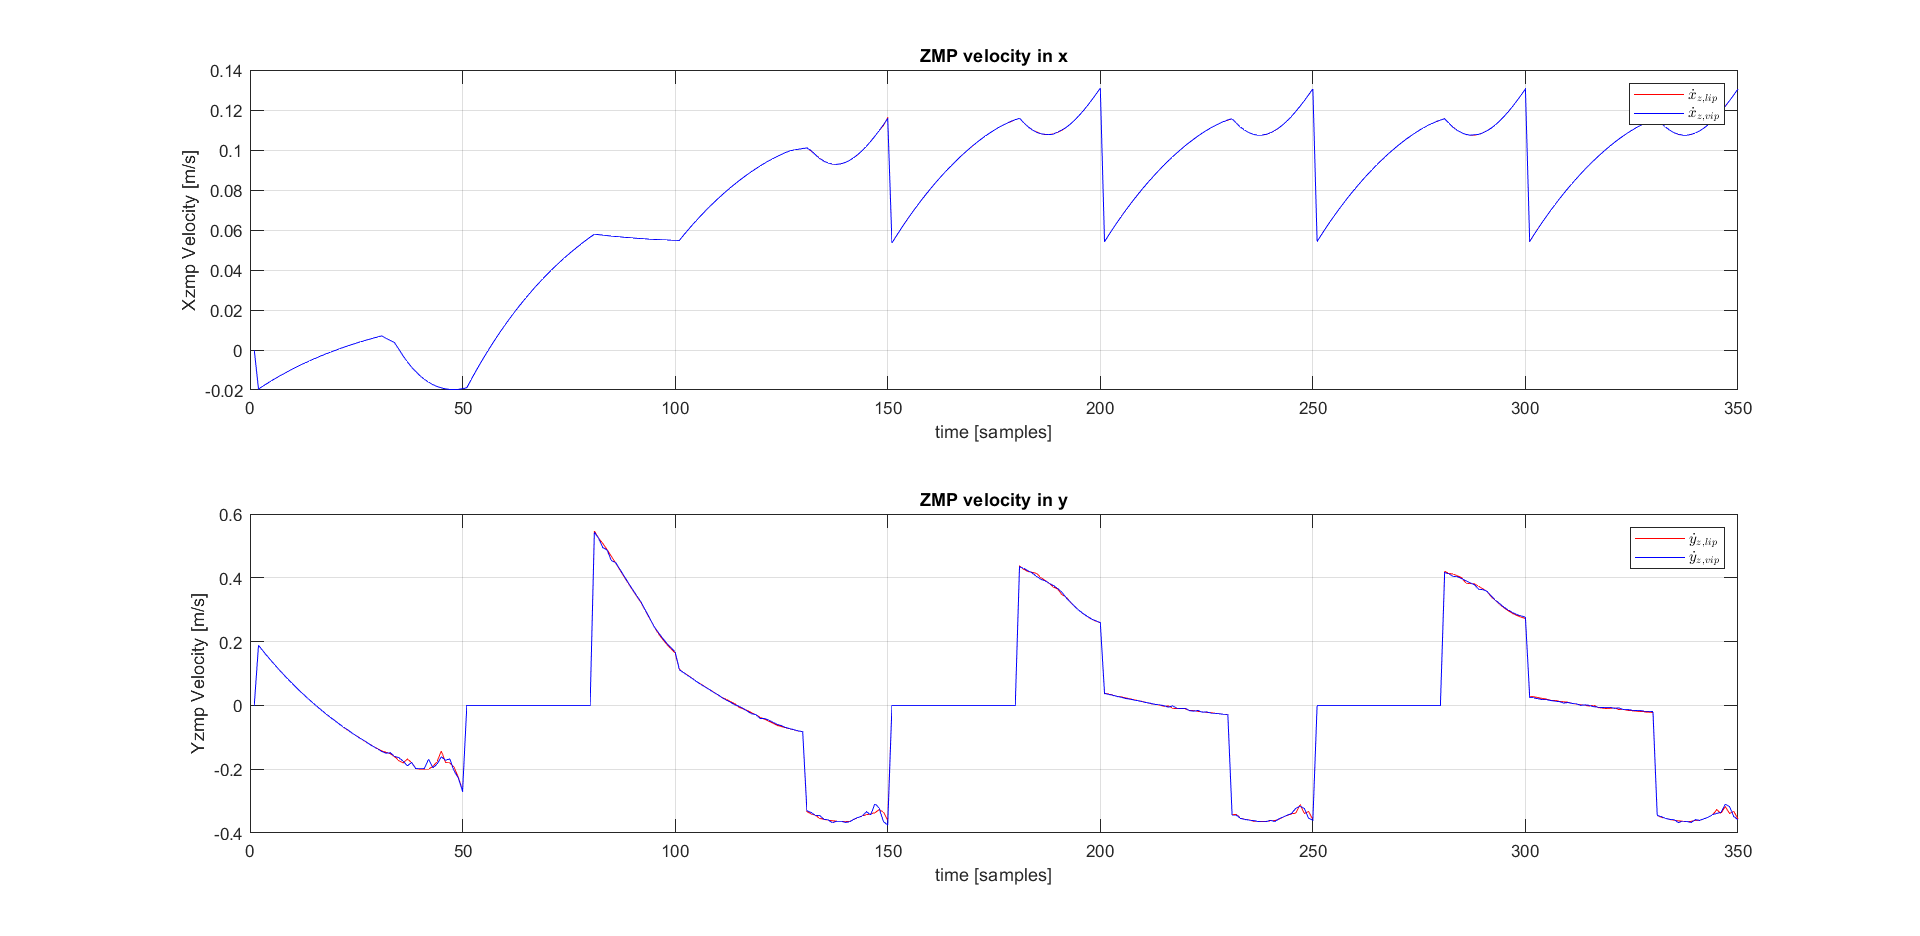 ZMP velocity in x
0.14
0.12
0.1
0.08
0.06
0.04
0.02
0
-0.02
Xzmp Velocity [m/s]
ẋz,lip
ẋz,vip
0 50 100 150 200 250 300 350
time [samples]
ZMP velocity in y
0.6
0.4
0.2
0
-0.2
-0.4
Yzmp Velocity [m/s]
ẏz,lip
ẏz,vip
0 50 100 150 200 250 300 350
time [samples]